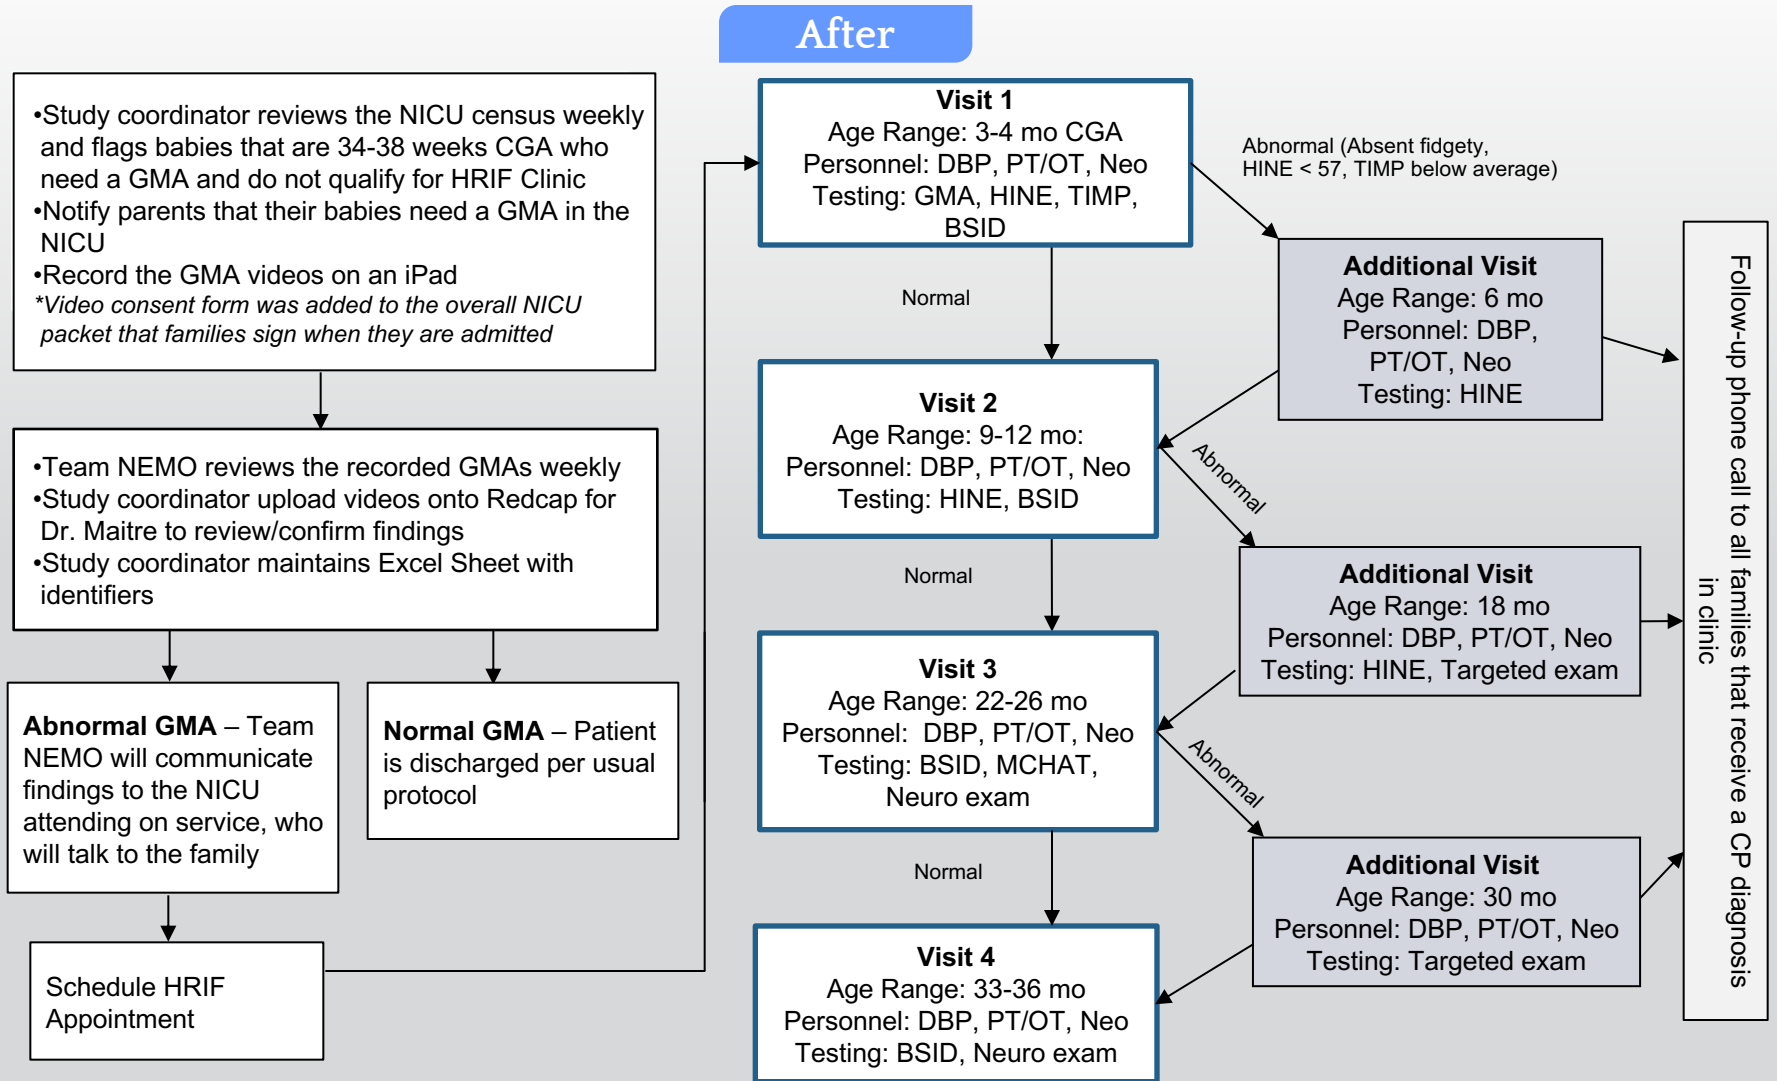 After
•Study coordinator reviews the NICU census weekly
and flags babies that are 34-38 weeks CGA who
need a GMA and do not qualify for HRIF Clinic
•Notify parents that their babies need a GMA in the
NICU
•Record the GMA videos on an iPad
*Video consent form was added to the overall NICU
packet that families sign when they are admitted
•Team NEMO reviews the recorded GMAs weekly
•Study coordinator upload videos onto Redcap for
Dr. Maitre to review/confirm findings
•Study coordinator maintains Excel Sheet with
identifiers
Abnormal GMA – Team
NEMO will communicate
findings to the NICU
attending on service, who
will talk to the family
Normal GMA – Patient
is discharged per usual
protocol
Schedule HRIF
Appointment
Visit 1
Age Range: 3-4 mo CGA
Personnel: DBP, PT/OT, Neo
Testing: GMA, HINE, TIMP,
BSID
Normal
Abnormal (Absent fidgety,
HINE < 57, TIMP below average)
Additional Visit
Age Range: 6 mo
Personnel: DBP,
PT/OT, Neo
Testing: HINE
Visit 2
Age Range: 9-12 mo:
Personnel: DBP, PT/OT, Neo
Testing: HINE, BSID
Normal
Abnormal
Additional Visit
Age Range: 18 mo
Personnel: DBP, PT/OT, Neo
Testing: HINE, Targeted exam
Visit 3
Age Range: 22-26 mo
Personnel: DBP, PT/OT, Neo
Testing: BSID, MCHAT,
Neuro exam
Normal
Abnormal
Additional Visit
Age Range: 30 mo
Personnel: DBP, PT/OT, Neo
Testing: Targeted exam
Visit 4
Age Range: 33-36 mo
Personnel: DBP, PT/OT, Neo
Testing: BSID, Neuro exam
Follow-up phone call to all families that receive a CP diagnosis
in clinic